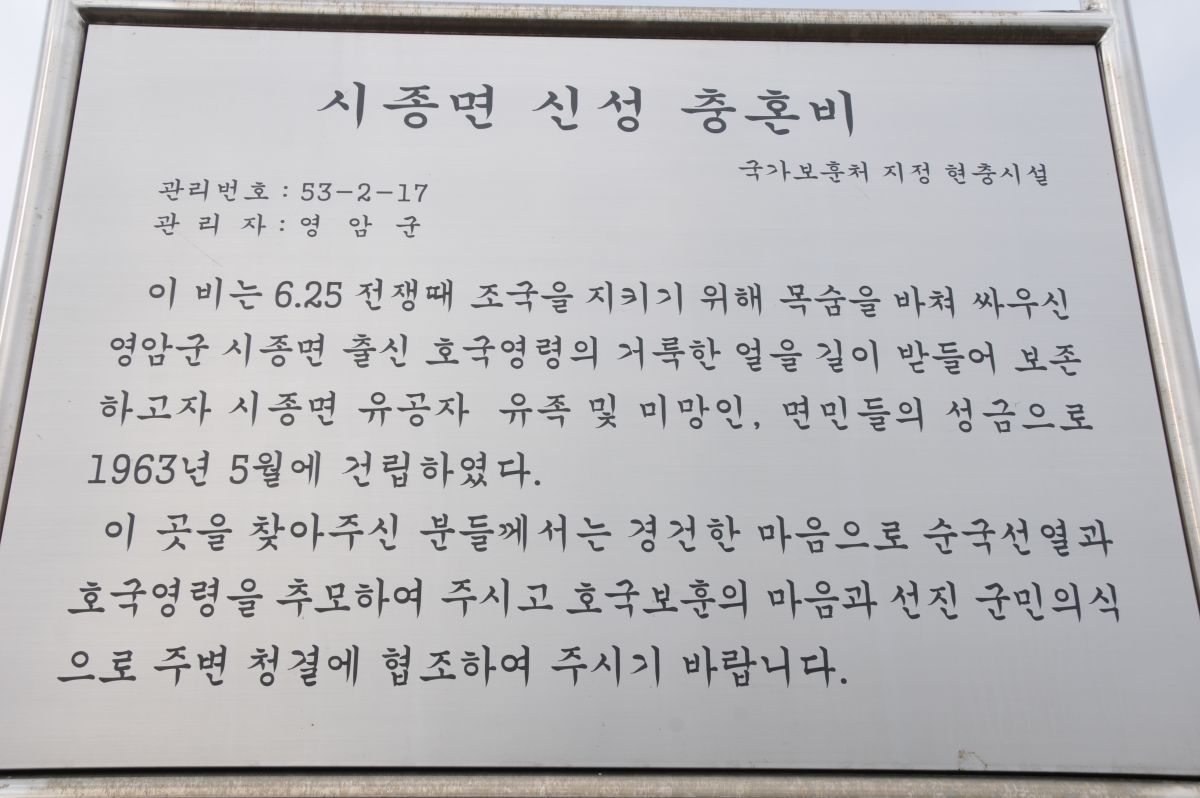 시종면 신성 충혼비
국가보훈처 지정 현충시설
관리번호 : 53-2-17
관 리 자 : 영 암 군
이 비는 6.25 전쟁때 조국을 지키기 위해 목숨을 바쳐 싸우신
영암군 시종면 출신 호국영령의 거룩한 얼을 길이 받들어 보존
하고자 시종면 유공자 유족 및 미망인, 면민들의 성금으로
1963년 5월에 건립하였다.
이 곳을 찾아주신 분들께서는 경건한 마음으로 순국선열과
호국영령을 추모하여 주시고 호국보훈의 마음과 선진 군민의식
으로 주변 청결에 협조하여 주시기 바랍니다.